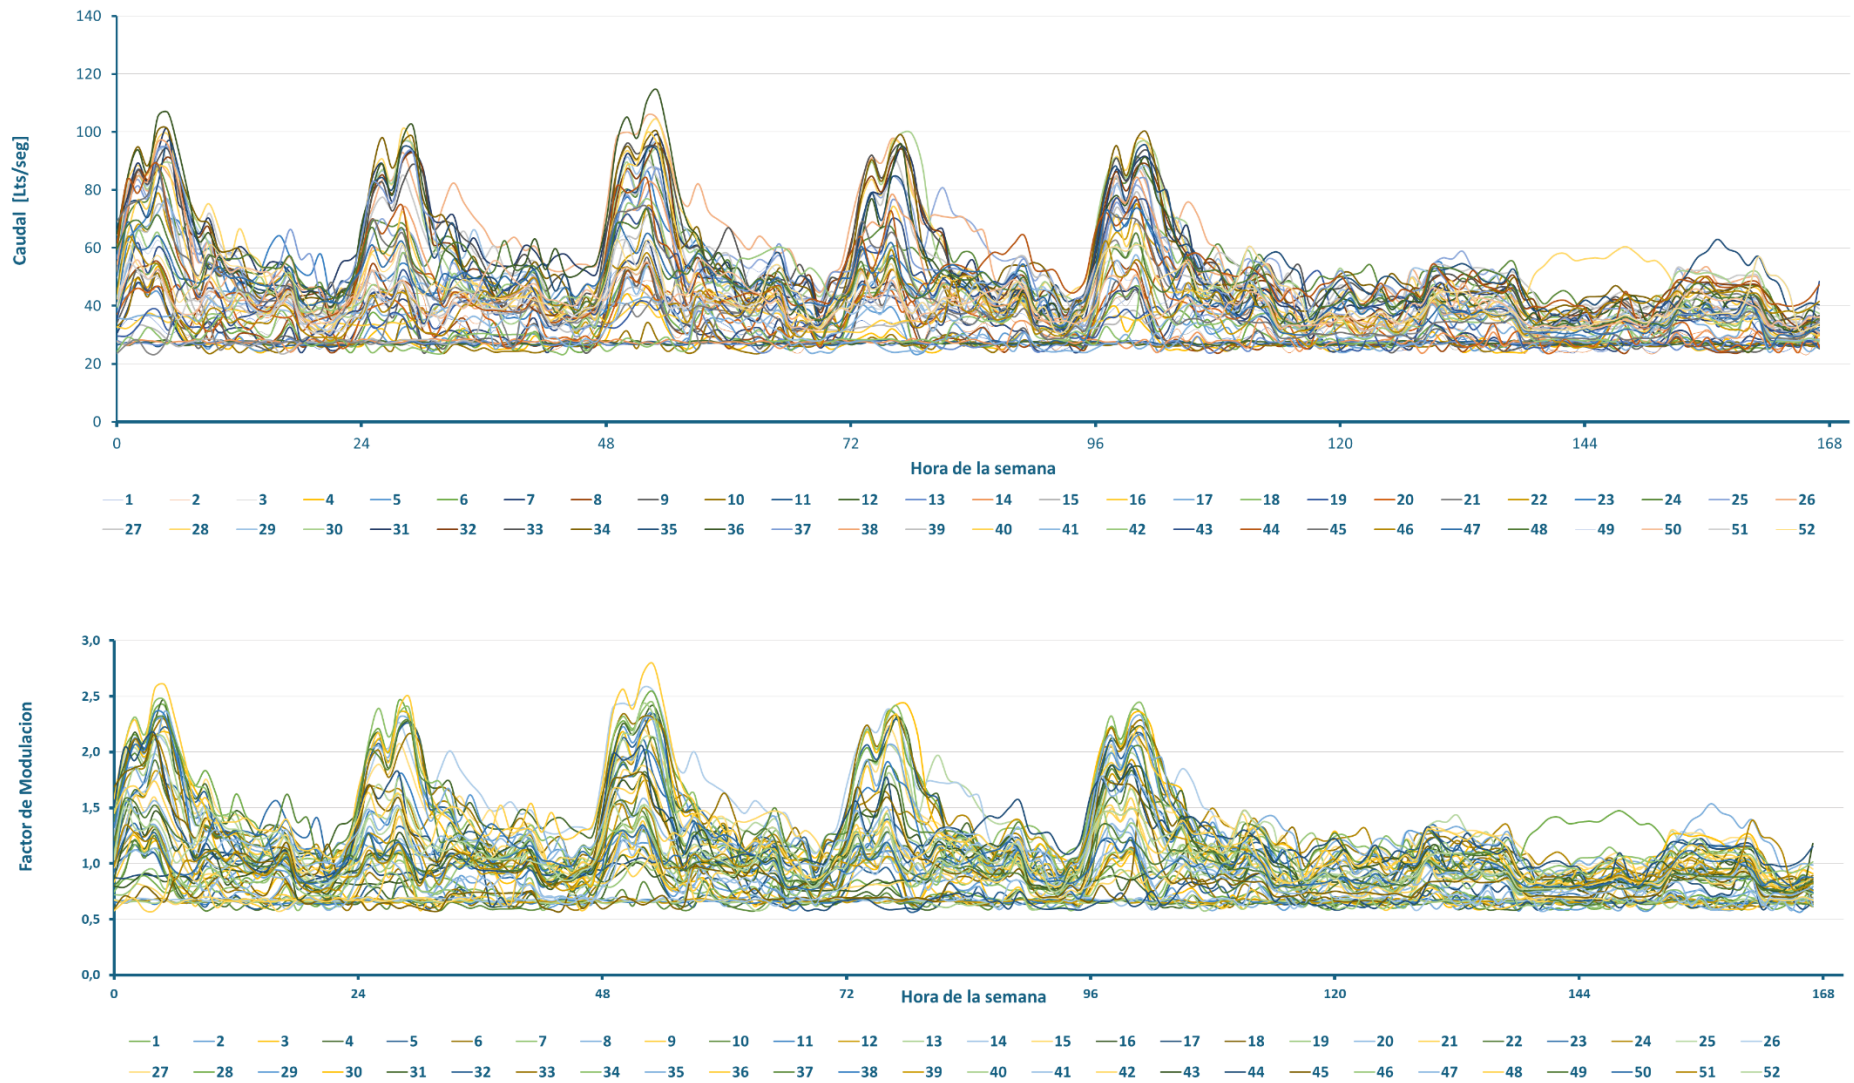 140
120
100
80
60
40
20
0
Caudal [Lts/seg]
0 24 48 72 96 120 144 168
Hora de la semana
1 2 3 4 5 6 7 8 9 10 11 12 13 14 15 16 17 18 19 20 21 22 23 24 25 26
27 28 29 30 31 32 33 34 35 36 37 38 39 40 41 42 43 44 45 46 47 48 49 50 51 52
3,0
2,5
2,0
1,5
1,0
0,5
0,0
Factor de Modulacion
0 24 48 72 96 120 144 168
Hora de la semana
1 2 3 4 5 6 7 8 9 10 11 12 13 14 15 16 17 18 19 20 21 22 23 24 25 26
27 28 29 30 31 32 33 34 35 36 37 38 39 40 41 42 43 44 45 46 47 48 49 50 51 52